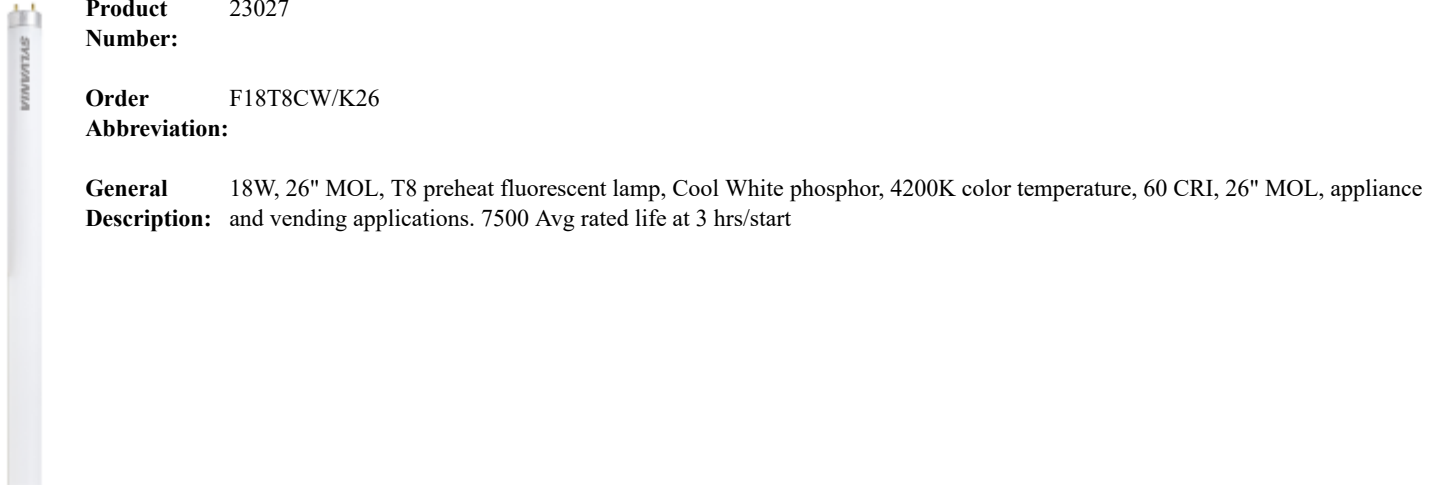 SYLVANIA
Product 23027
Number:
Order F18T8CW/K26
Abbreviation:
General 18W, 26" MOL, T8 preheat fluorescent lamp, Cool White phosphor, 4200K color temperature, 60 CRI, 26" MOL, appliance
Description: and vending applications. 7500 Avg rated life at 3 hrs/start